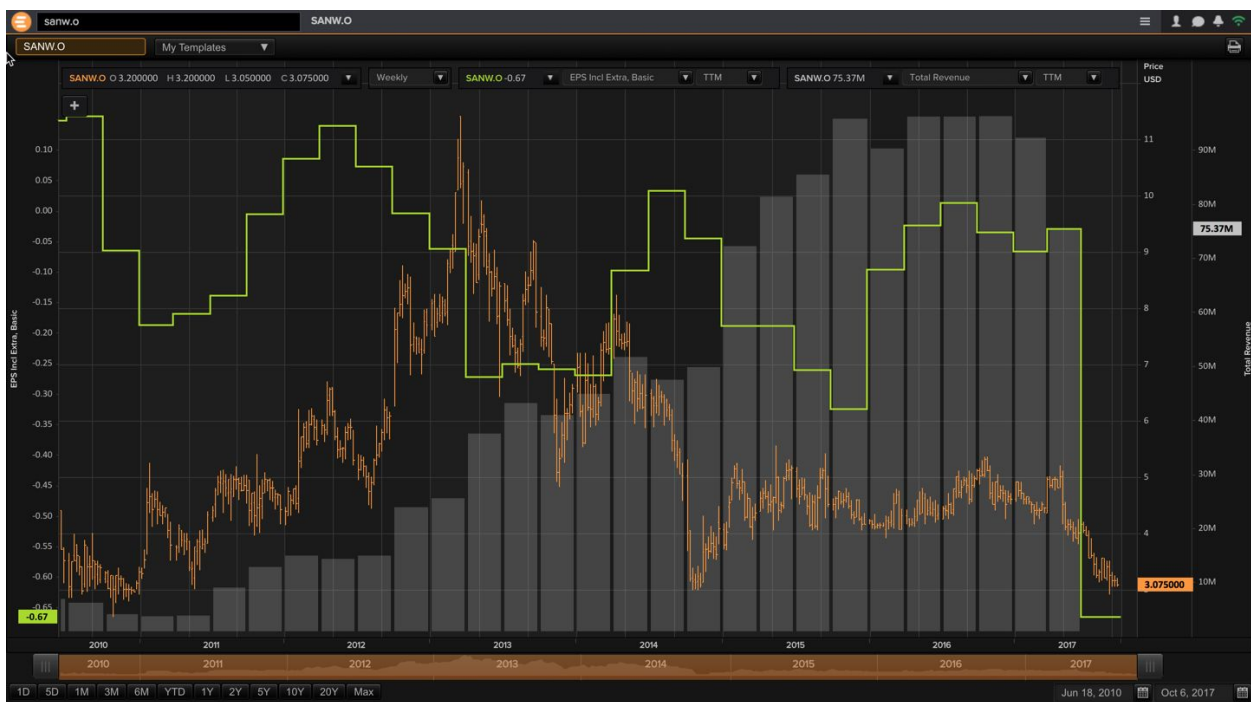 sanw.o SANW.O
SANW.O My Templates
SANW.O O 3.200000 H 3.200000 L 3.050000 C 3.075000 Weekly SANW.O -0.67 EPS Incl Extra, Basic TTM SANW.O 75.37M Total Revenue TTM
Price
USD
+
0.10
0.05
0.00
-0.05
-0.10
-0.15
-0.20
-0.25
-0.30
-0.35
-0.40
-0.45
-0.50
-0.55
-0.60
-0.65
-0.67
EPS Incl Extra, Basic
11
10
9
8
7
6
5
4
3.075000
90M
80M
75.37M
70M
60M
50M
40M
30M
20M
10M
Total Revenue
2010 2011 2012 2013 2014 2015 2016 2017
2010 2011 2012 2013 2014 2015 2016 2017
1D 5D 1M 3M 6M YTD 1Y 2Y 5Y 10Y 20Y Max Jun 18, 2010 Oct 6, 2017